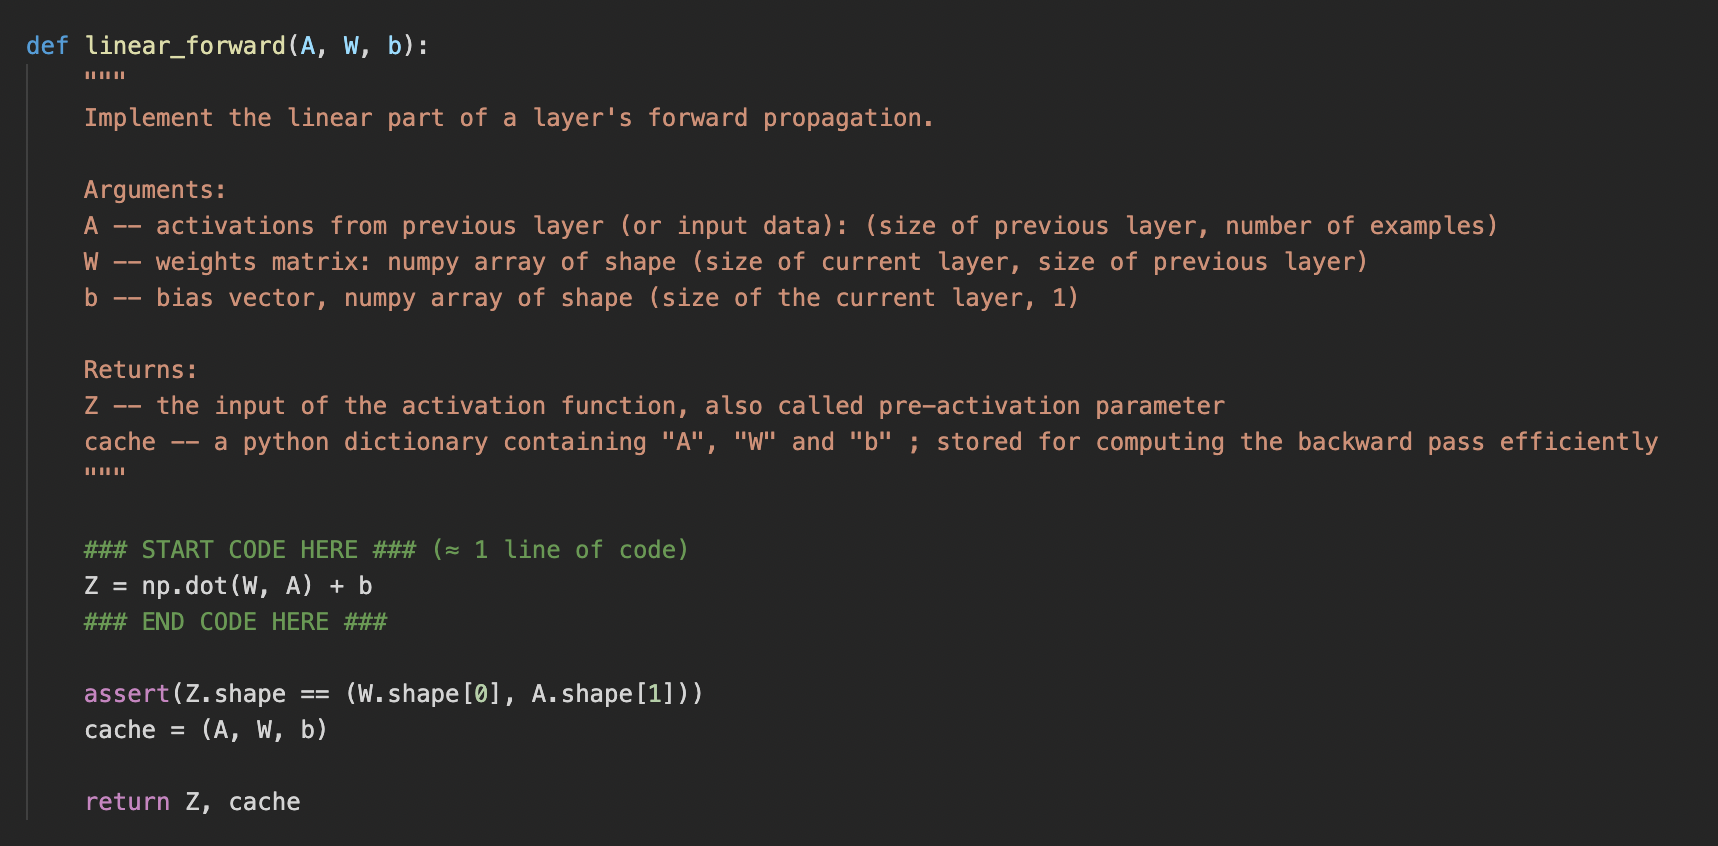 def linear_forward(A, W, b):
"""
Implement the linear part of a layer's forward propagation.
Arguments:
A -- activations from previous layer (or input data): (size of previous layer, number of examples)
W -- weights matrix: numpy array of shape (size of current layer, size of previous layer)
b -- bias vector, numpy array of shape (size of the current layer, 1)
Returns:
Z -- the input of the activation function, also called pre-activation parameter
cache -- a python dictionary containing "A", "W" and "b" ; stored for computing the backward pass efficiently
"""
### START CODE HERE ### (≈ 1 line of code)
Z = np.dot(W, A) + b
### END CODE HERE ###
assert(Z.shape == (W.shape[0], A.shape[1]))
cache = (A, W, b)
return Z, cache